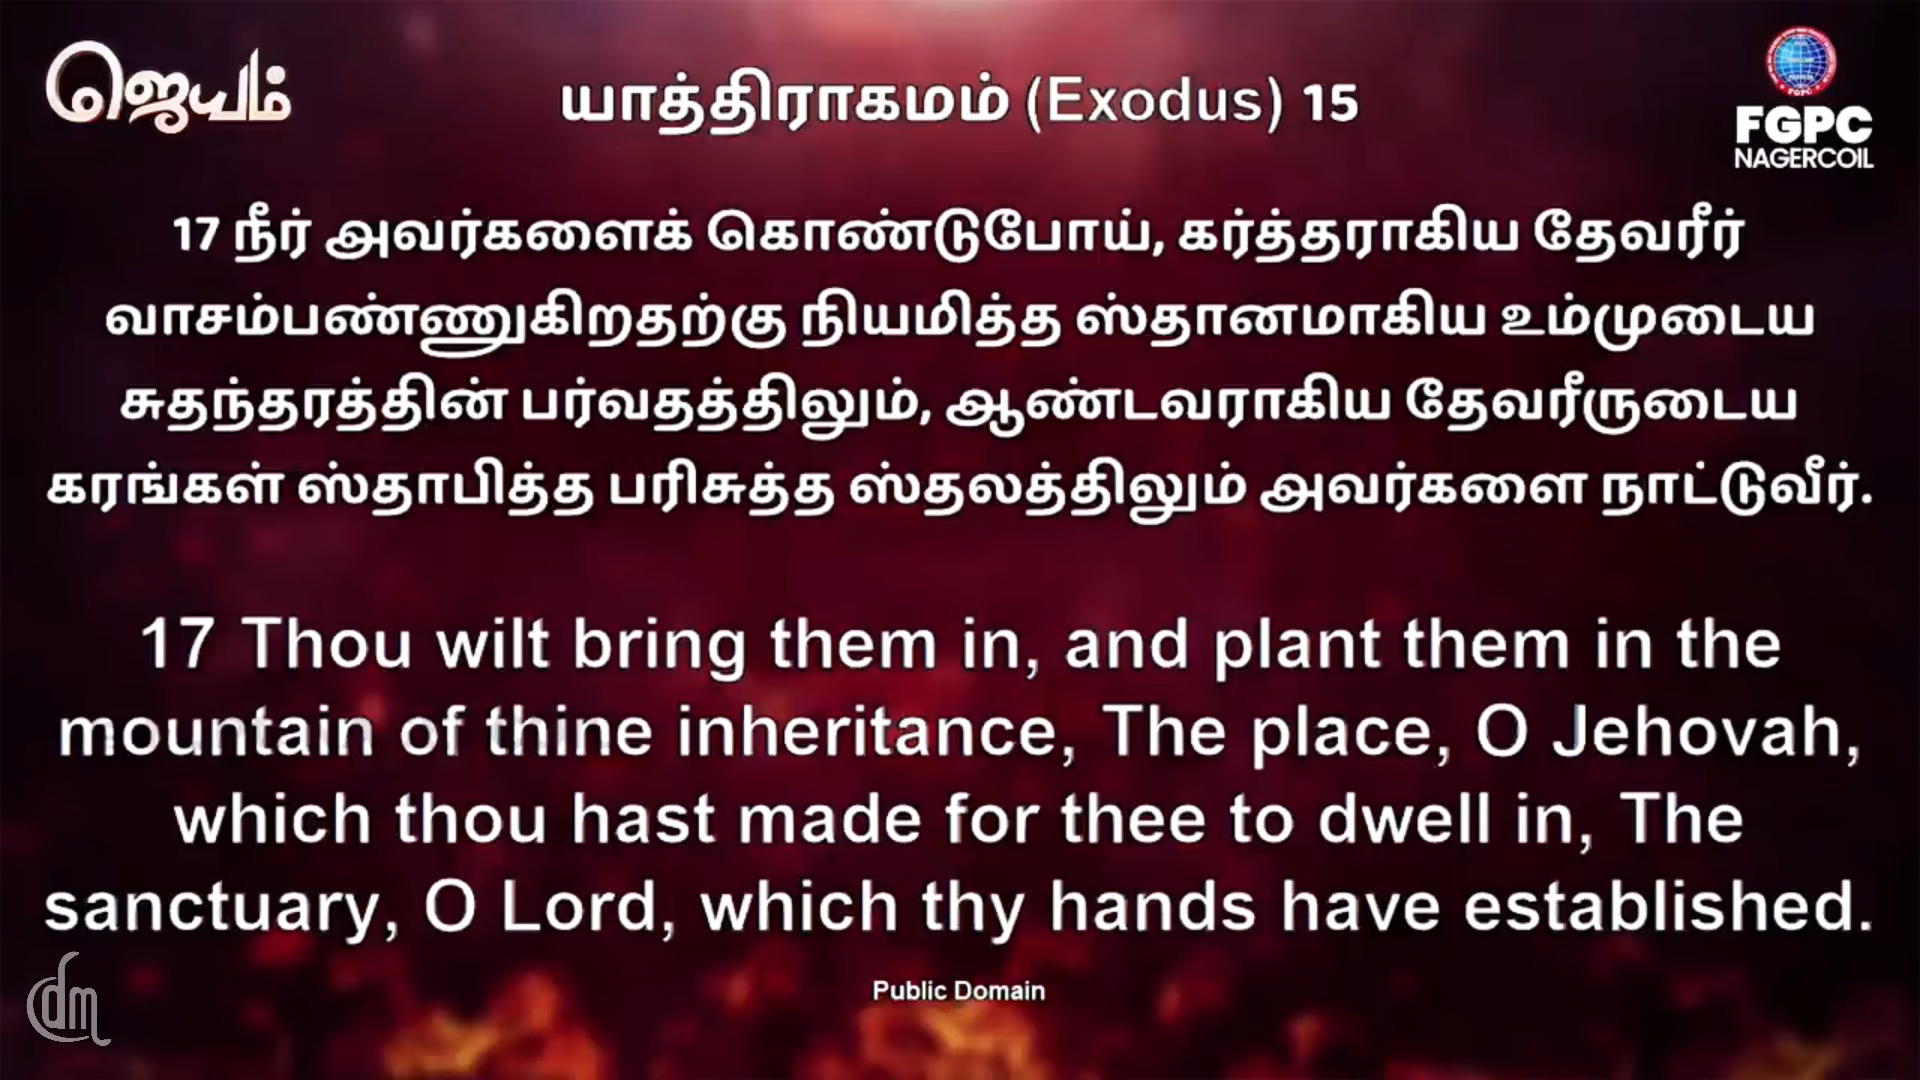 ஜெயம்
யாத்திராகமம் (Exodus) 15
FGPC
NAGERCOIL
17 நீர் அவர்களைக் கொண்டுபோய், கர்த்தராகிய தேவரீர்
வாசம்பண்ணுகிறதற்கு நியமித்த ஸ்தானமாகிய உம்முடைய
சுதந்தரத்தின் பர்வதத்திலும், ஆண்டவராகிய தேவரீருடைய
கரங்கள் ஸ்தாபித்த பரிசுத்த ஸ்தலத்திலும் அவர்களை நாட்டுவீர்.
17 Thou wilt bring them in, and plant them in the
mountain of thine inheritance, The place, O Jehovah,
which thou hast made for thee to dwell in, The
sanctuary, O Lord, which thy hands have established.
dm
Public Domain